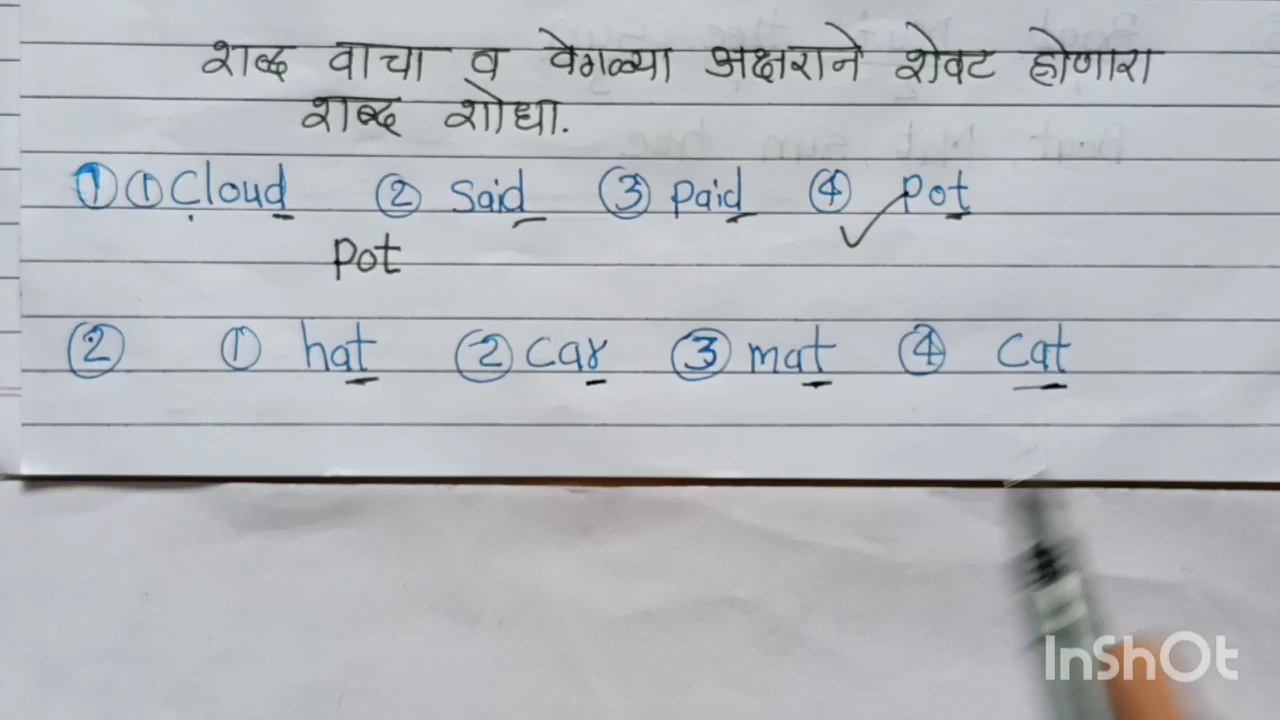 शब्द वाचा व वेगळ्या अक्षराने शेवट होणारा
शब्द शोधा.
① ① Cloud ② Said ③ Paid ④ Pot
Pot
② ① hat ② Car ③ mat ④ Cat
InShOt